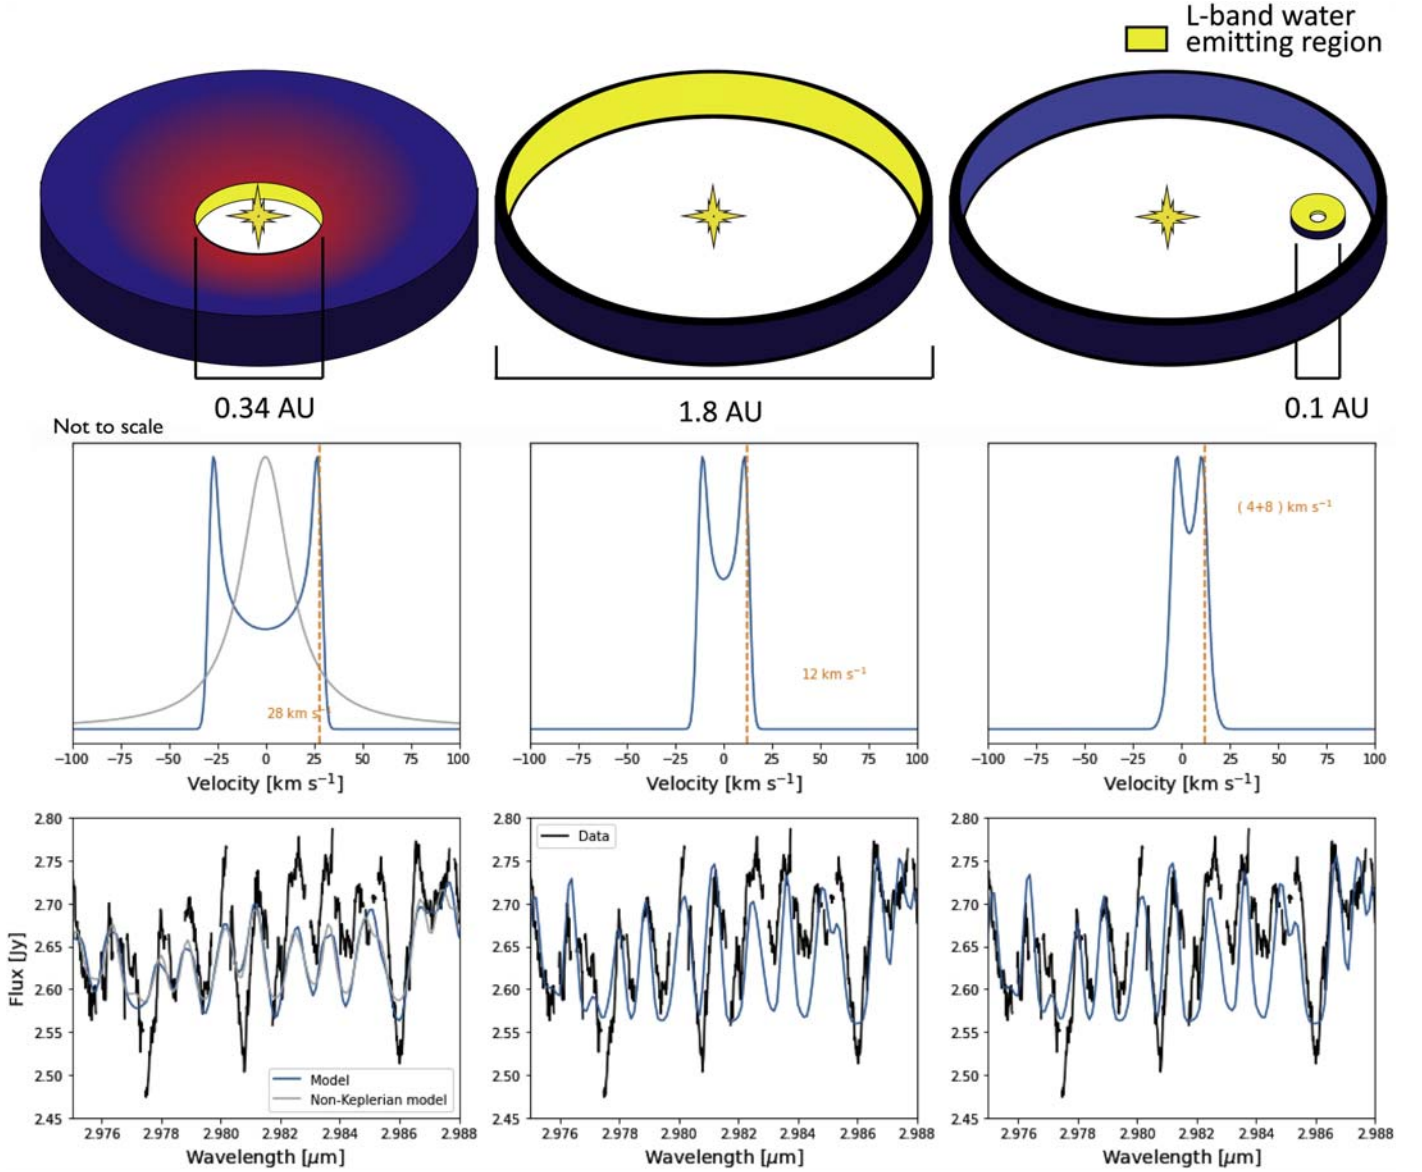 L-band water
emitting region
0.34 AU
1.8 AU
0.1 AU
Not to scale
28 km s⁻¹
12 km s⁻¹
( 4+8 ) km s⁻¹
−100 −75 −50 −25 0 25 50 75 100
−100 −75 −50 −25 0 25 50 75 100
−100 −75 −50 −25 0 25 50 75 100
Velocity [km s⁻¹]
Velocity [km s⁻¹]
Velocity [km s⁻¹]
2.80
2.75
2.70
2.65
2.60
2.55
2.50
2.45
Flux [Jy]
Model
Non-Keplerian model
2.976 2.978 2.980 2.982 2.984 2.986 2.988
Wavelength [μm]
2.80
2.75
2.70
2.65
2.60
2.55
2.50
2.45
Data
2.976 2.978 2.980 2.982 2.984 2.986 2.988
Wavelength [μm]
2.80
2.75
2.70
2.65
2.60
2.55
2.50
2.45
2.976 2.978 2.980 2.982 2.984 2.986 2.988
Wavelength [μm]